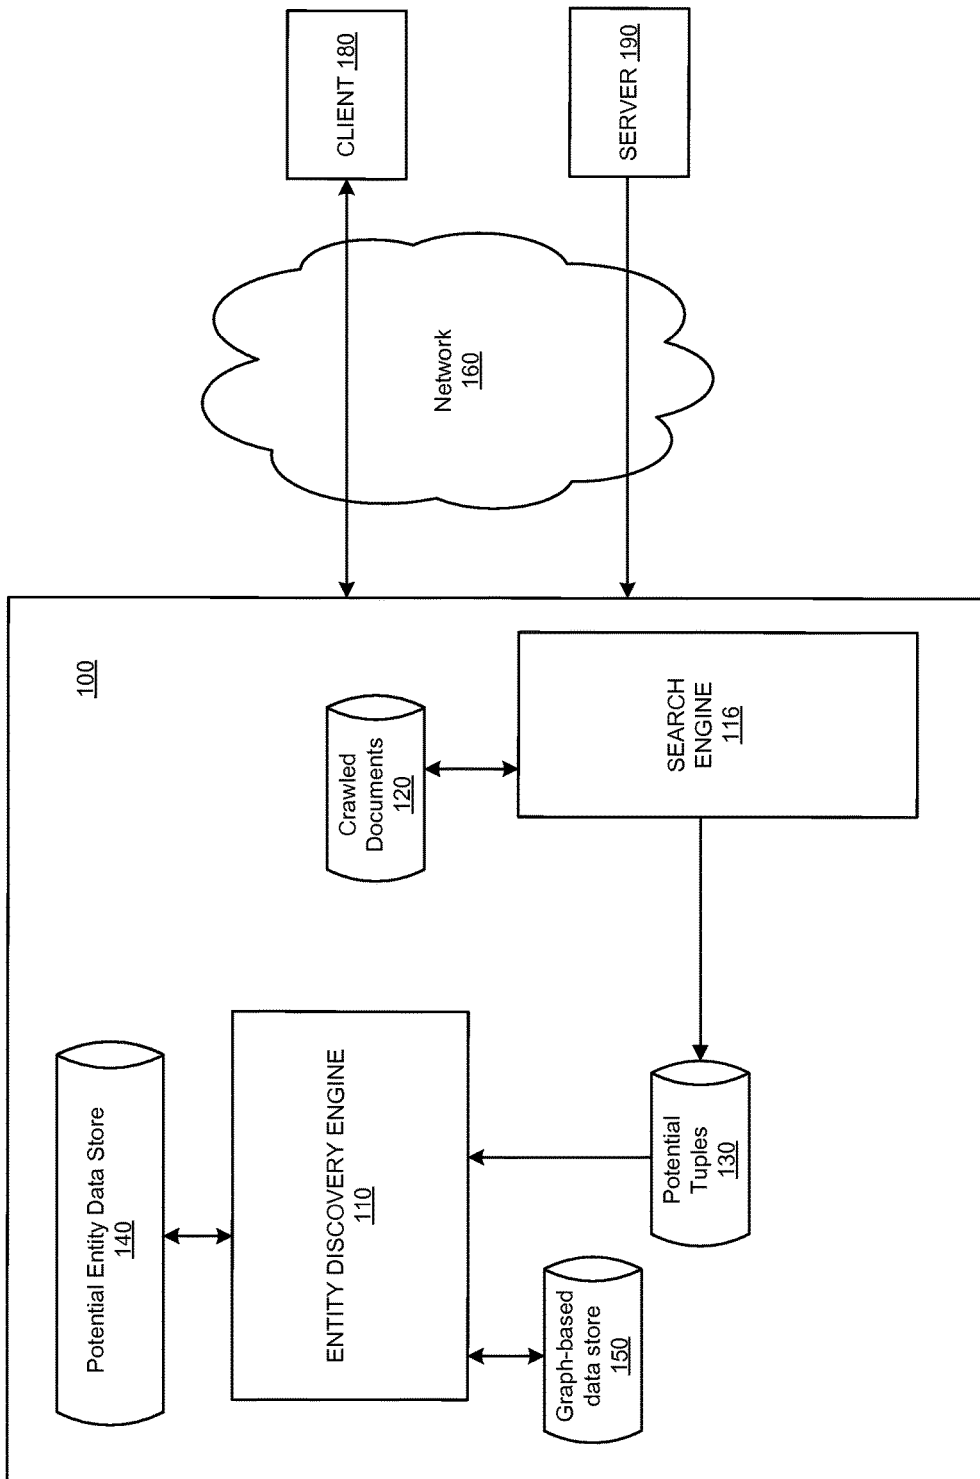 Potential Entity Data Store
140
100
ENTITY DISCOVERY ENGINE
110
Crawled
Documents
120
CLIENT 180
Network
160
Graph-based
data store
150
Potential
Tuples
130
SEARCH
ENGINE
116
SERVER 190